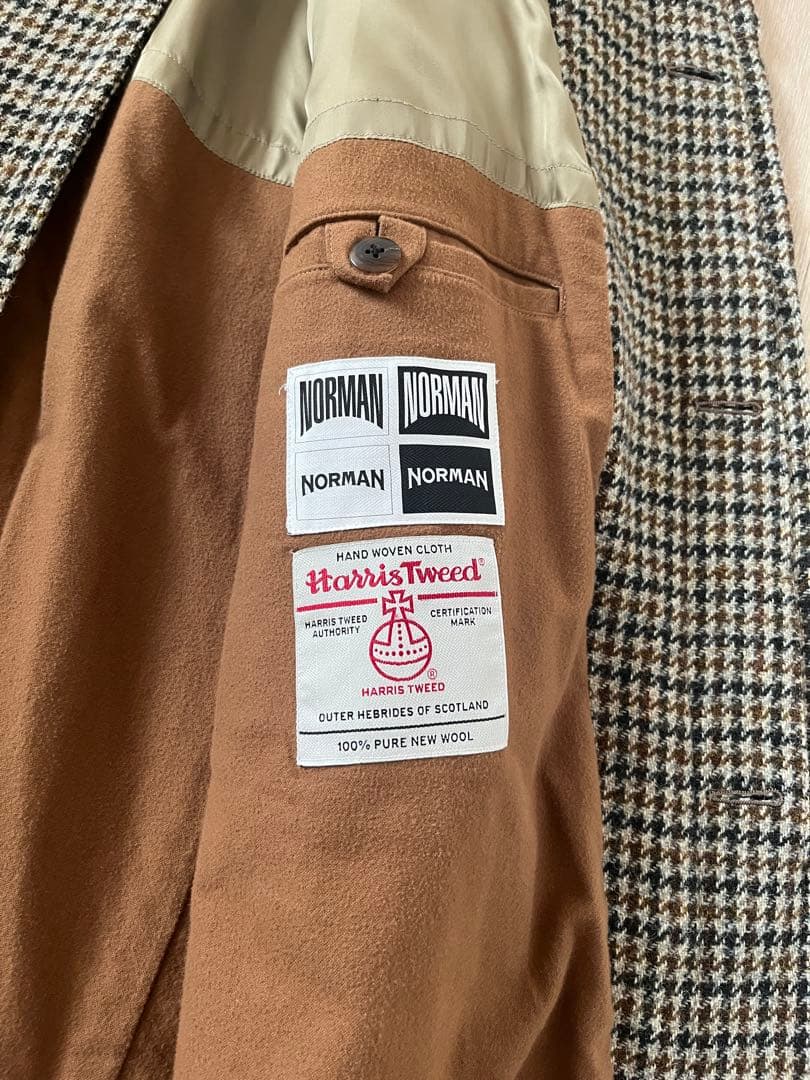 NORMAN NORMAN
NORMAN NORMAN
HAND WOVEN CLOTH
Harris Tweed®
HARRIS TWEED
AUTHORITY
CERTIFICATION
MARK
®
HARRIS TWEED
OUTER HEBRIDES OF SCOTLAND
100% PURE NEW WOOL